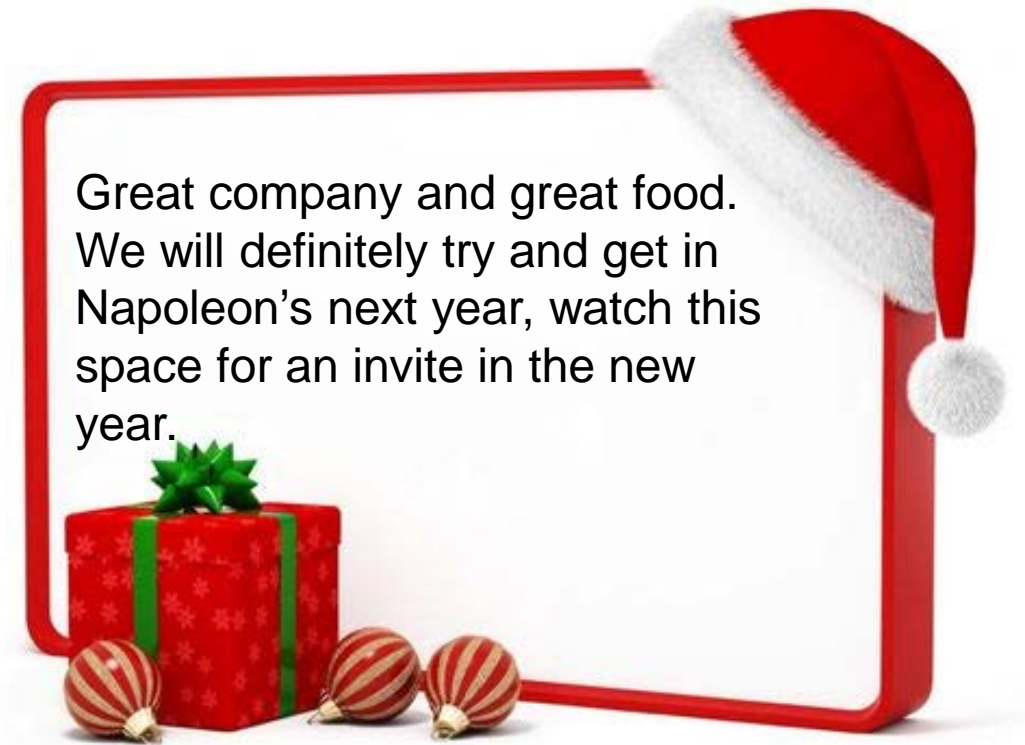 Great company and great food.
We will definitely try and get in
Napoleon’s next year, watch this
space for an invite in the new
year.